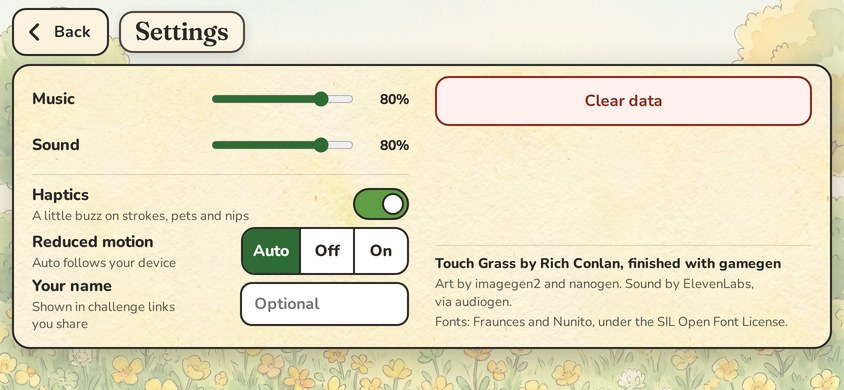 Back
Settings
Music
80%
Sound
80%
Haptics
A little buzz on strokes, pets and nips
Reduced motion
Auto follows your device
Auto
Off
On
Your name
Shown in challenge links
you share
Optional
Clear data
Touch Grass by Rich Conlan, finished with gamegen
Art by imagegen2 and nanogen. Sound by ElevenLabs,
via audiogen.
Fonts: Fraunces and Nunito, under the SIL Open Font License.